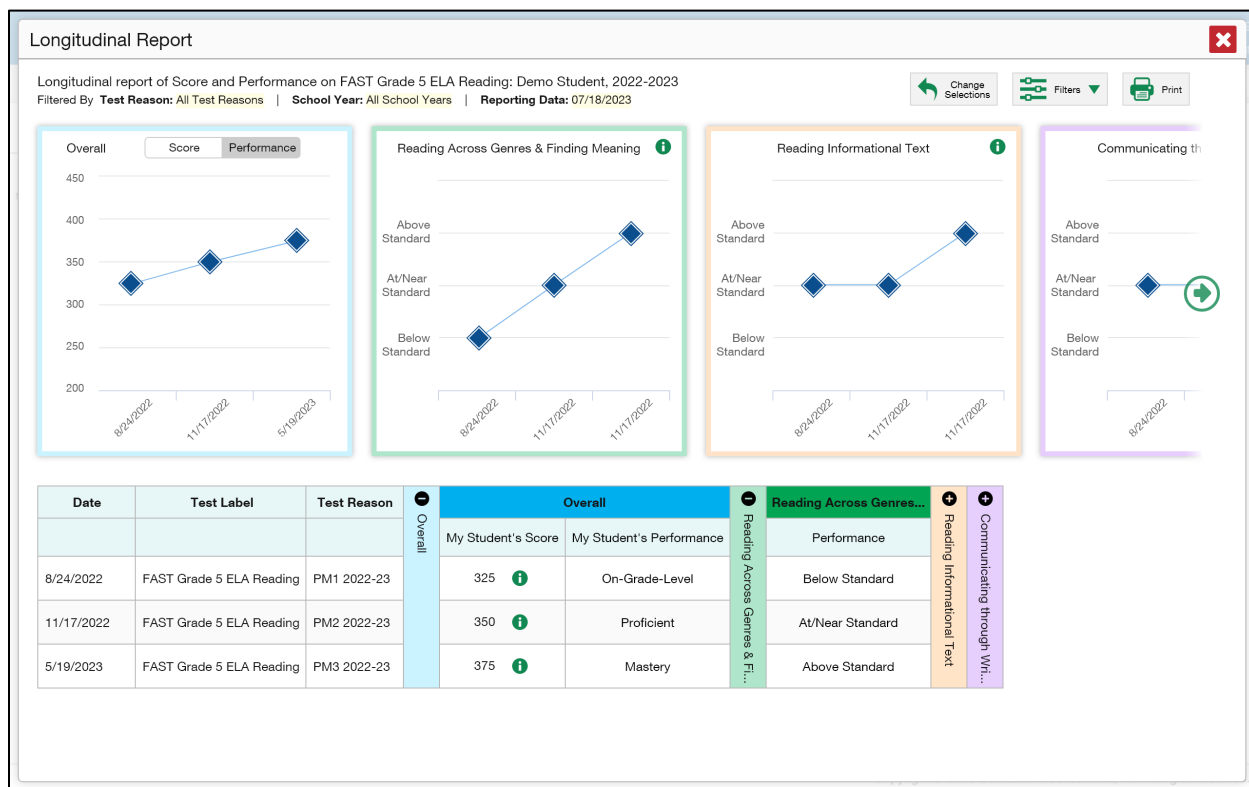 Longitudinal Report
Longitudinal report of Score and Performance on FAST Grade 5 ELA Reading: Demo Student, 2022-2023
Filtered By Test Reason: All Test Reasons | School Year: All School Years | Reporting Data: 07/18/2023
Change Selections
Filters
Print
Overall
Score Performance
450
400
350
300
250
200
8/24/2022 11/17/2022 5/19/2023
Reading Across Genres & Finding Meaning
Above
Standard
At/Near
Standard
Below
Standard
8/24/2022 11/17/2022 11/17/2022
Reading Informational Text
Above
Standard
At/Near
Standard
Below
Standard
8/24/2022 11/17/2022 11/17/2022
Communicating th
Above
Standard
At/Near
Standard
Below
Standard
8/24/2022
Date Test Label Test Reason Overall Overall Reading Across Genres & Fi... Reading Across Genres... Reading Informational Text Communicating through Wri...
My Student's Score My Student's Performance Performance
8/24/2022 FAST Grade 5 ELA Reading PM1 2022-23 325 On-Grade-Level Below Standard
11/17/2022 FAST Grade 5 ELA Reading PM2 2022-23 350 Proficient At/Near Standard
5/19/2023 FAST Grade 5 ELA Reading PM3 2022-23 375 Mastery Above Standard